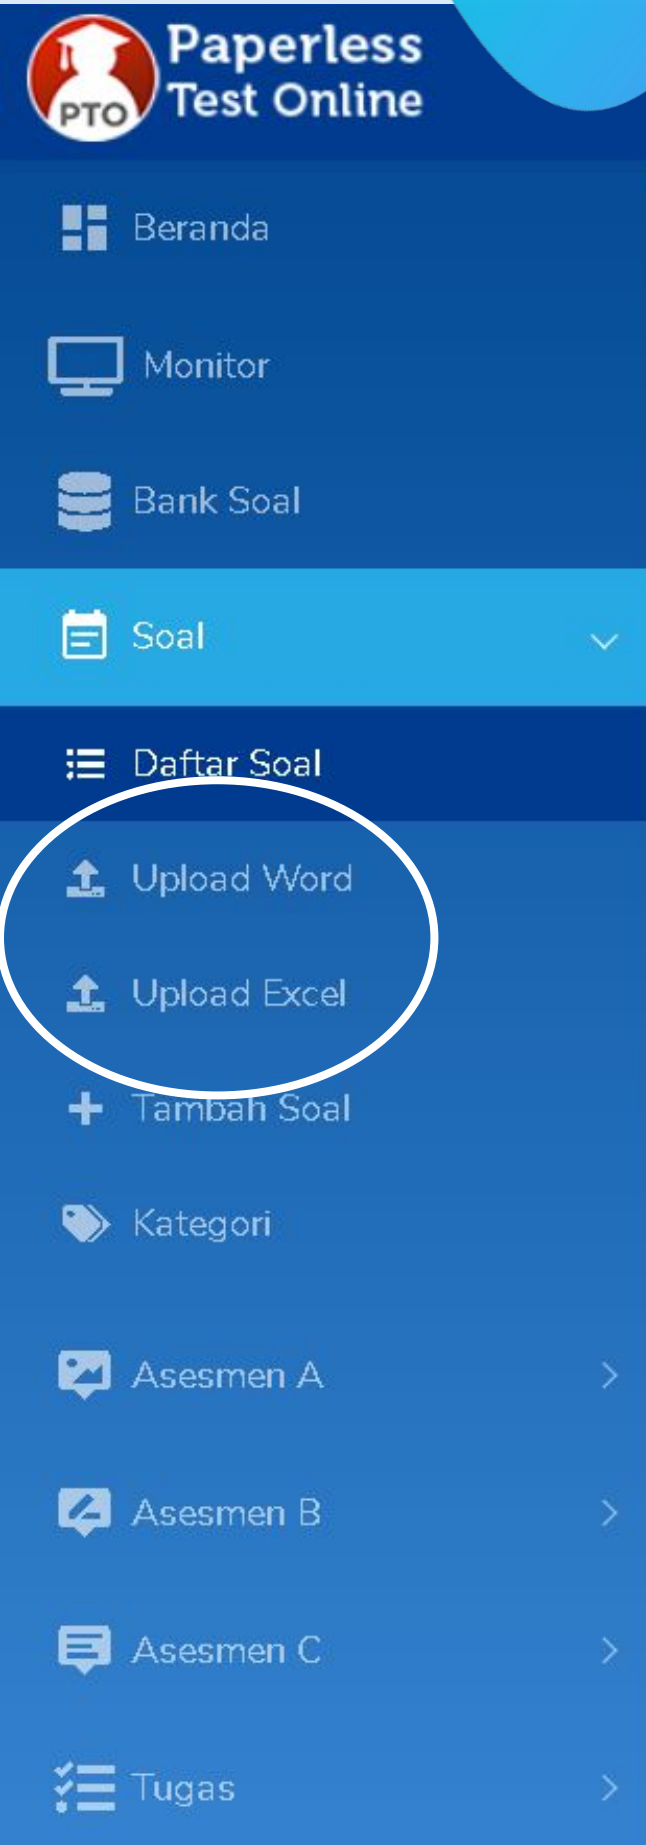 Paperless
Test Online
PTO
Beranda
Monitor
Bank Soal
Soal
Daftar Soal
Upload Word
Upload Excel
Tambah Soal
Kategori
Asesmen A
Asesmen B
Asesmen C
Tugas